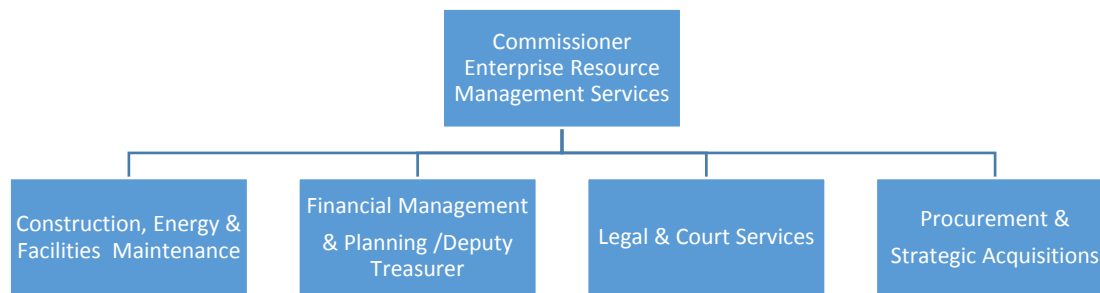 Commissioner
Enterprise Resource
Management Services
Construction, Energy &
Facilities Maintenance
Financial Management
& Planning /Deputy
Treasurer
Legal & Court Services
Procurement &
Strategic Acquisitions